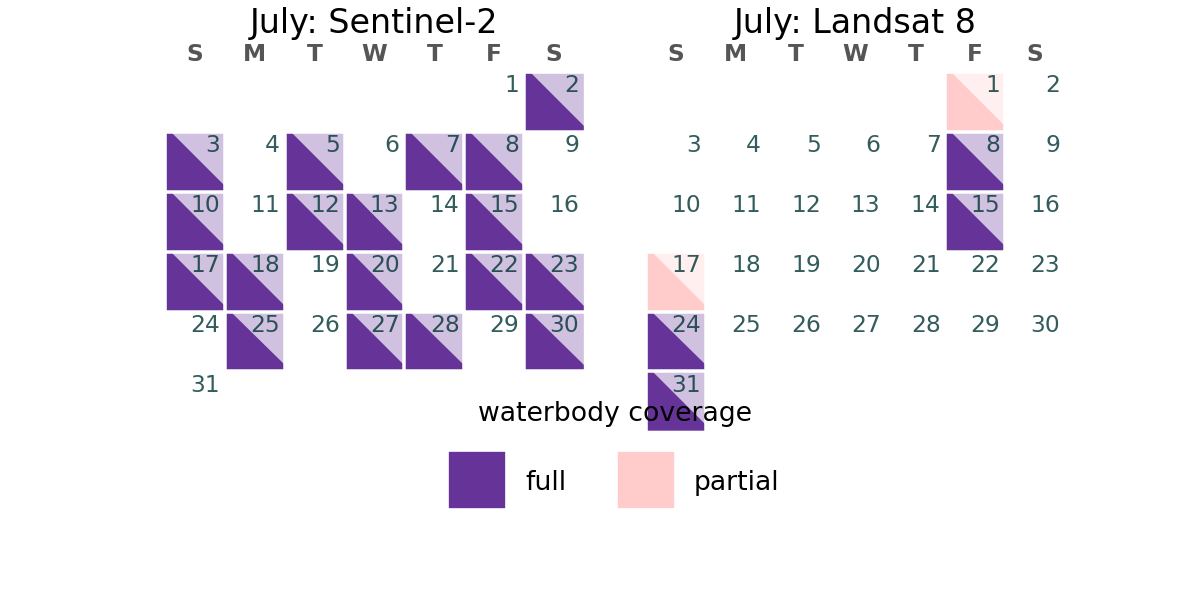 July: Sentinel-2
S M T W T F S
1 2
3 4 5 6 7 8 9
10 11 12 13 14 15 16
17 18 19 20 21 22 23
24 25 26 27 28 29 30
31
July: Landsat 8
S M T W T F S
1 2
3 4 5 6 7 8 9
10 11 12 13 14 15 16
17 18 19 20 21 22 23
24 25 26 27 28 29 30
31
waterbody coverage
full partial